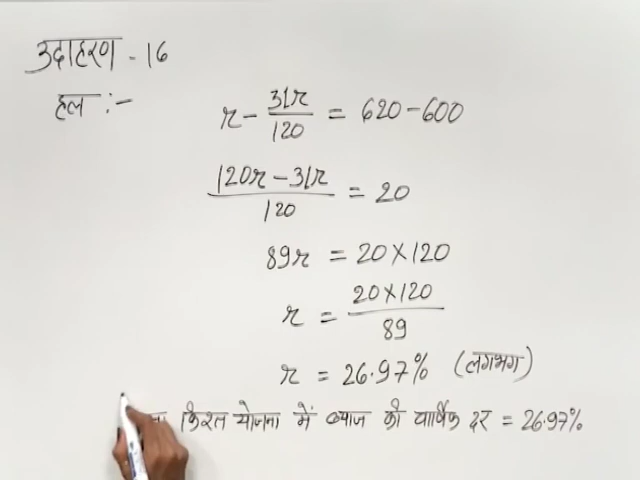 उदाहरण - 16
हल :-
r - 31r/120 = 620 - 600
120r - 31r/120 = 20
89r = 20 × 120
r = 20 × 120/89
r = 26.97% (लगभग)
किश्त योजना में ब्याज की वार्षिक दर = 26.97%